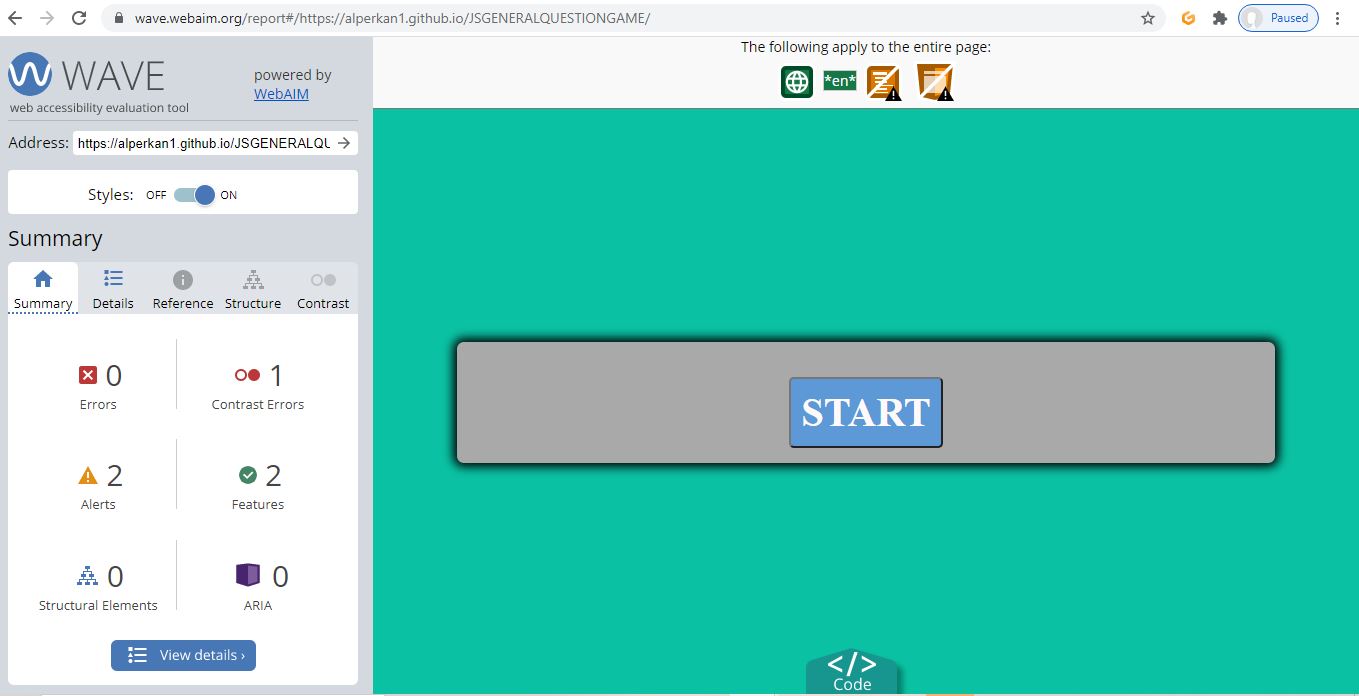 wave.webaim.org/report#/https://alperkan1.github.io/JSGENERALQUESTIONGAME/
Paused
WAVE
powered by
WebAIM
web accessibility evaluation tool
Address: https://alperkan1.github.io/JSGENERALQU
Styles: OFF ON
Summary
Summary Details Reference Structure Contrast
0 1
Errors Contrast Errors
2 2
Alerts Features
0 0
Structural Elements ARIA
View details ›
The following apply to the entire page:
*en*
START
</>
Code